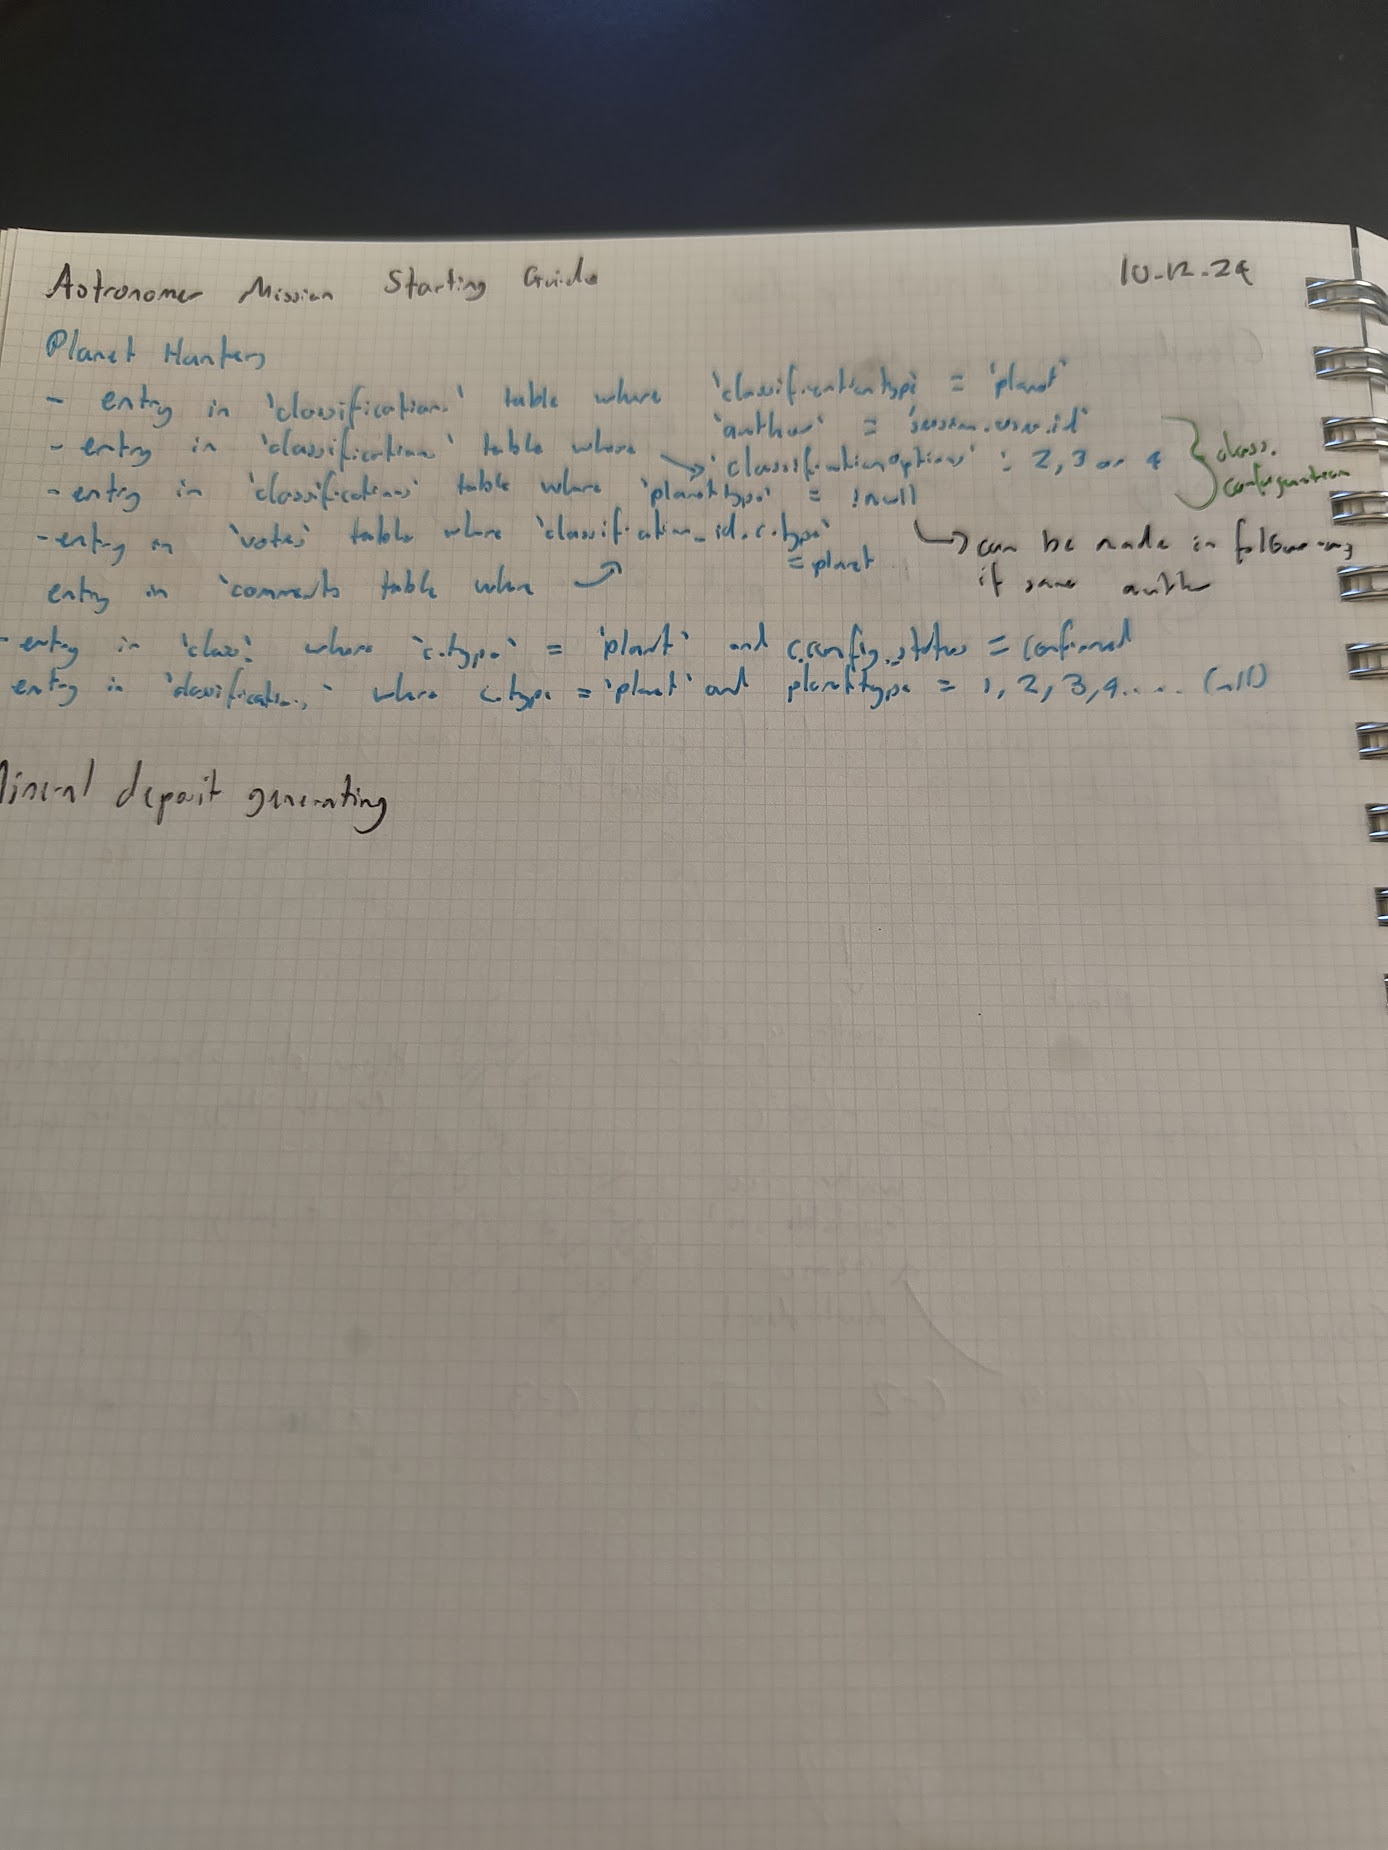 Astronomer Mission Starting Guide 10-12-24
Planet Hunters
- entry in 'classifications' table where 'classificationtype' = 'planet'
'author' = 'session.user.id'
- entry in 'classifications' table where → 'classificationOptions' : 2, 3 or 4
class. configuration
- entry in 'classifications' table where 'planettype' = !null
↳ can be made in follow-ons if same author
- entry in 'votes' table where 'classification_id.c.type' = planet
entry in 'comments table where ↗
- entry in 'class.' where 'c.type' = 'planet' and c.config.status = confirmed
entry in 'classifications' where c.type = 'planet' and planettype = 1, 2, 3, 4.... (all)
Mineral deposit generating